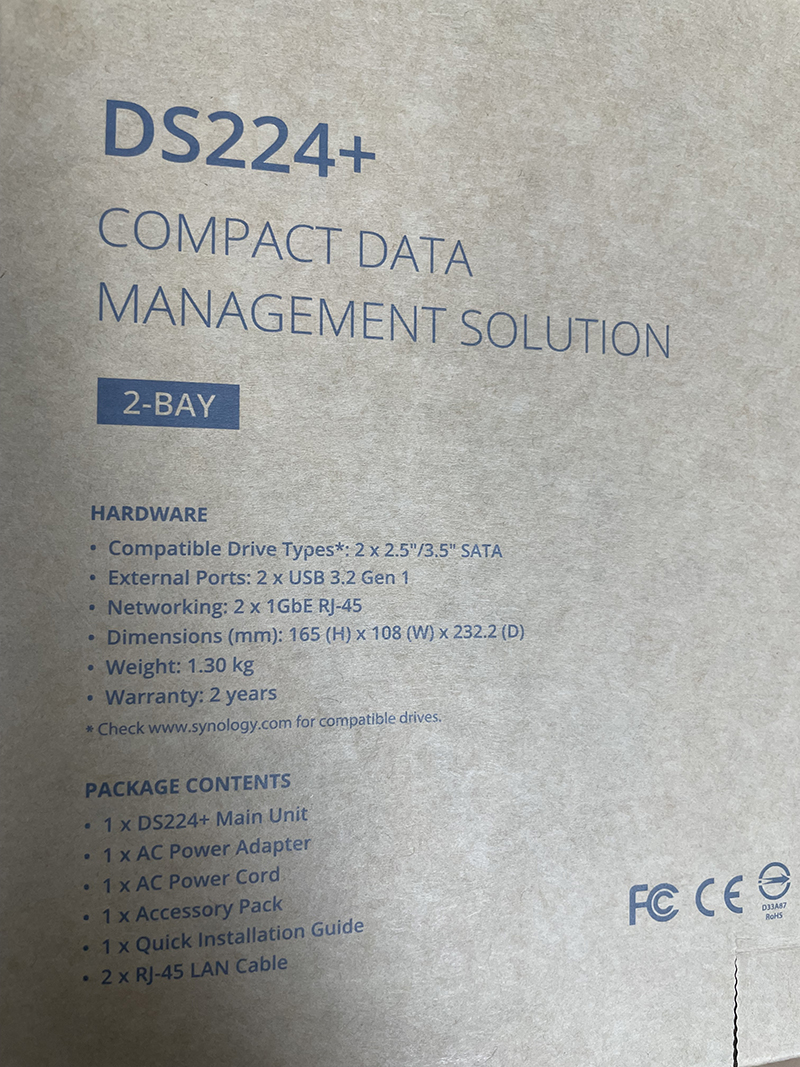 DS224+
COMPACT DATA
MANAGEMENT SOLUTION
2-BAY
HARDWARE
• Compatible Drive Types*: 2 x 2.5"/3.5" SATA
• External Ports: 2 x USB 3.2 Gen 1
• Networking: 2 x 1GbE RJ-45
• Dimensions (mm): 165 (H) x 108 (W) x 232.2 (D)
• Weight: 1.30 kg
• Warranty: 2 years
* Check www.synology.com for compatible drives.
PACKAGE CONTENTS
• 1 x DS224+ Main Unit
• 1 x AC Power Adapter
• 1 x AC Power Cord
• 1 x Accessory Pack
• 1 x Quick Installation Guide
• 2 x RJ-45 LAN Cable
FC CE
D33A87
RoHS